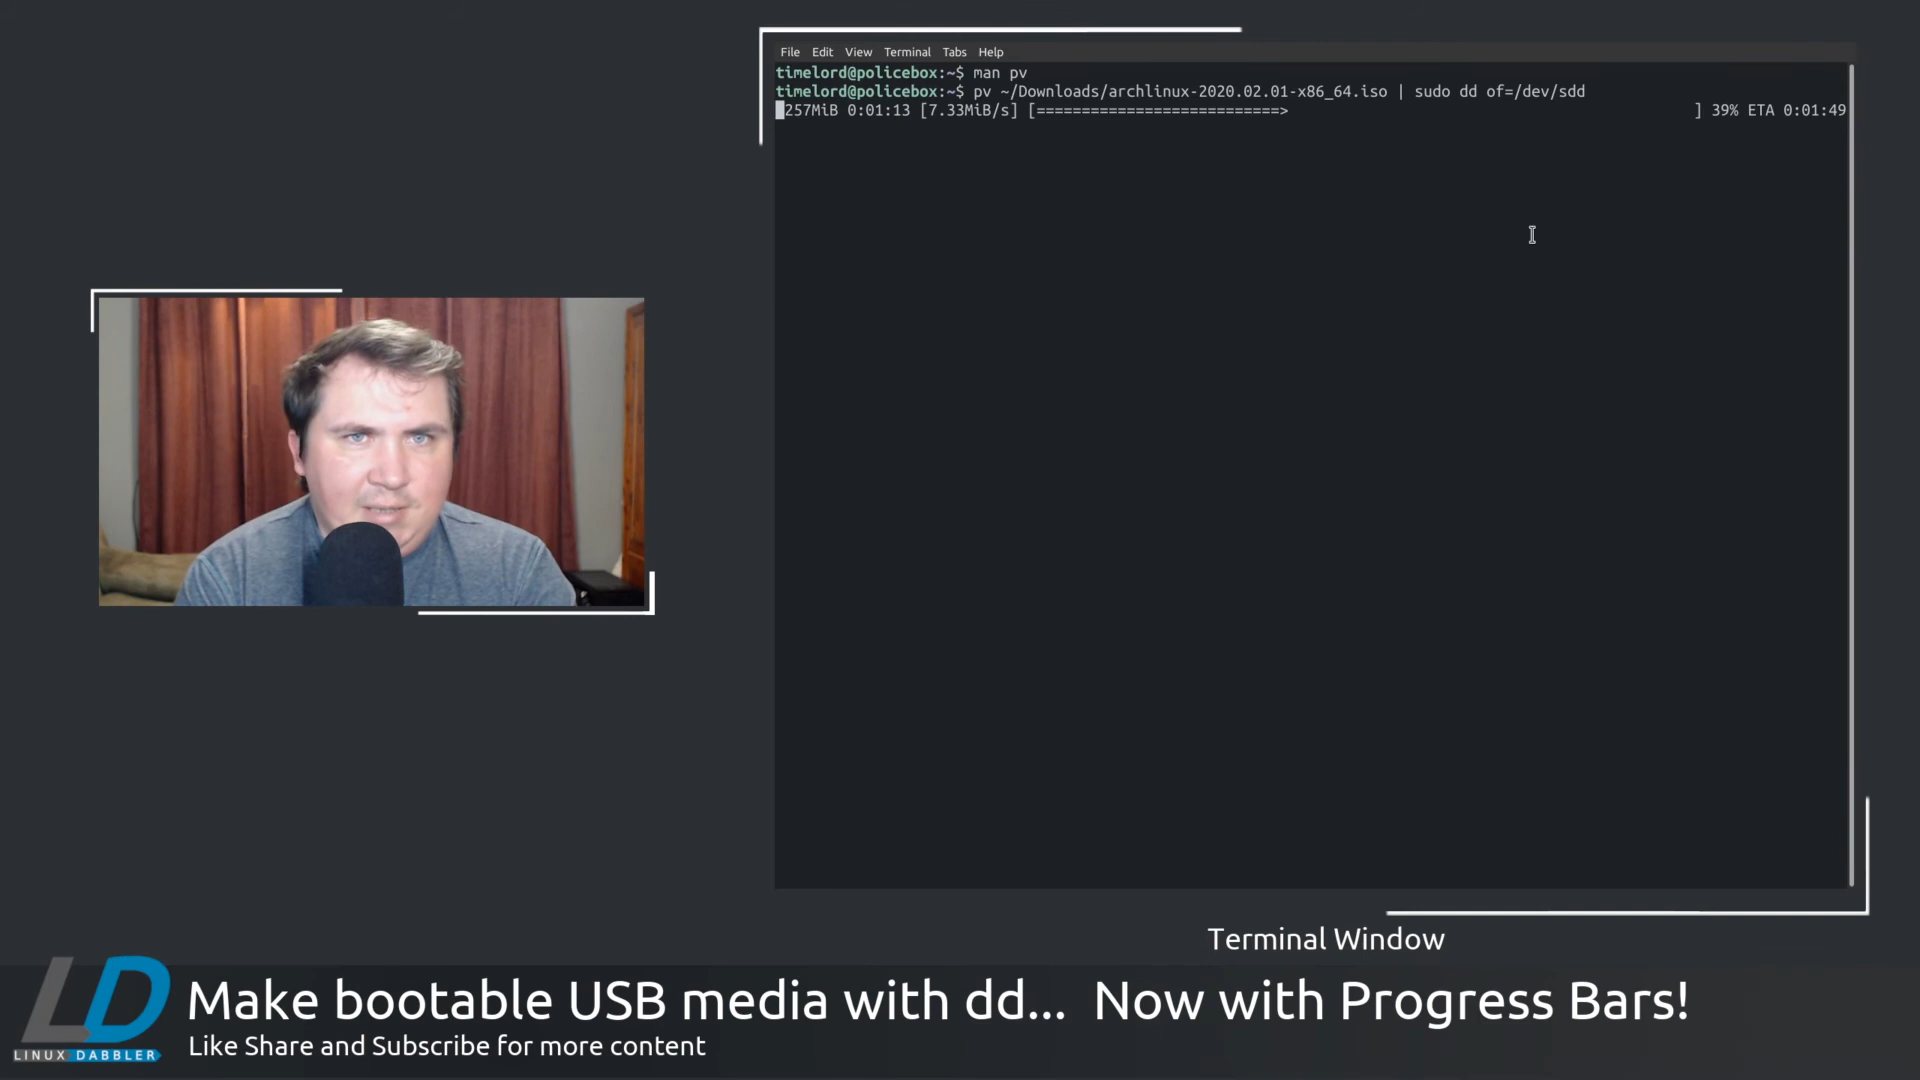 File Edit View Terminal Tabs Help
timelord@policebox:~$ man pv
timelord@policebox:~$ pv ~/Downloads/archlinux-2020.02.01-x86_64.iso | sudo dd of=/dev/sdd
257MiB 0:01:13 [7.33MiB/s] [===========================> ] 39% ETA 0:01:49
Terminal Window
LD
LINUX DABBLER
Make bootable USB media with dd... Now with Progress Bars!
Like Share and Subscribe for more content